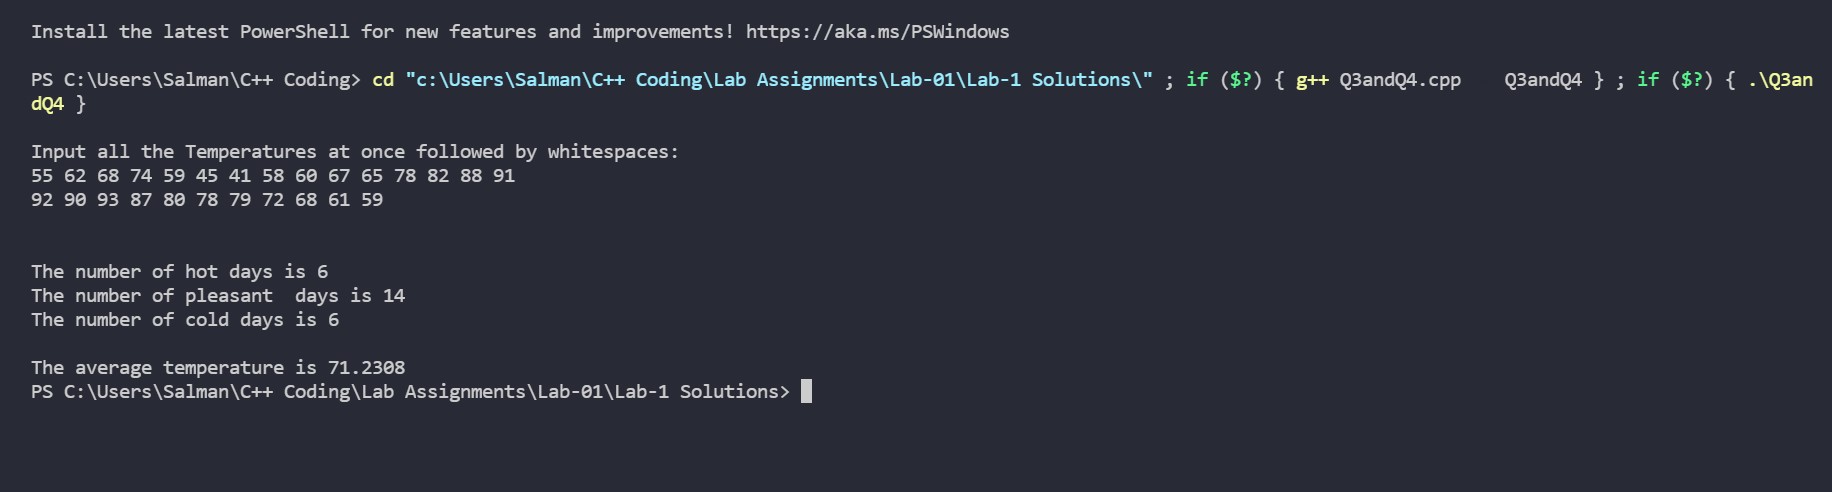 Install the latest PowerShell for new features and improvements! https://aka.ms/PSWindows
PS C:\Users\Salman\C++ Coding> cd "c:\Users\Salman\C++ Coding\Lab Assignments\Lab-01\Lab-1 Solutions\" ; if ($?) { g++ Q3andQ4.cpp    Q3andQ4 } ; if ($?) { .\Q3an
dQ4 }
Input all the Temperatures at once followed by whitespaces:
55 62 68 74 59 45 41 58 60 67 65 78 82 88 91
92 90 93 87 80 78 79 72 68 61 59
The number of hot days is 6
The number of pleasant  days is 14
The number of cold days is 6
The average temperature is 71.2308
PS C:\Users\Salman\C++ Coding\Lab Assignments\Lab-01\Lab-1 Solutions>